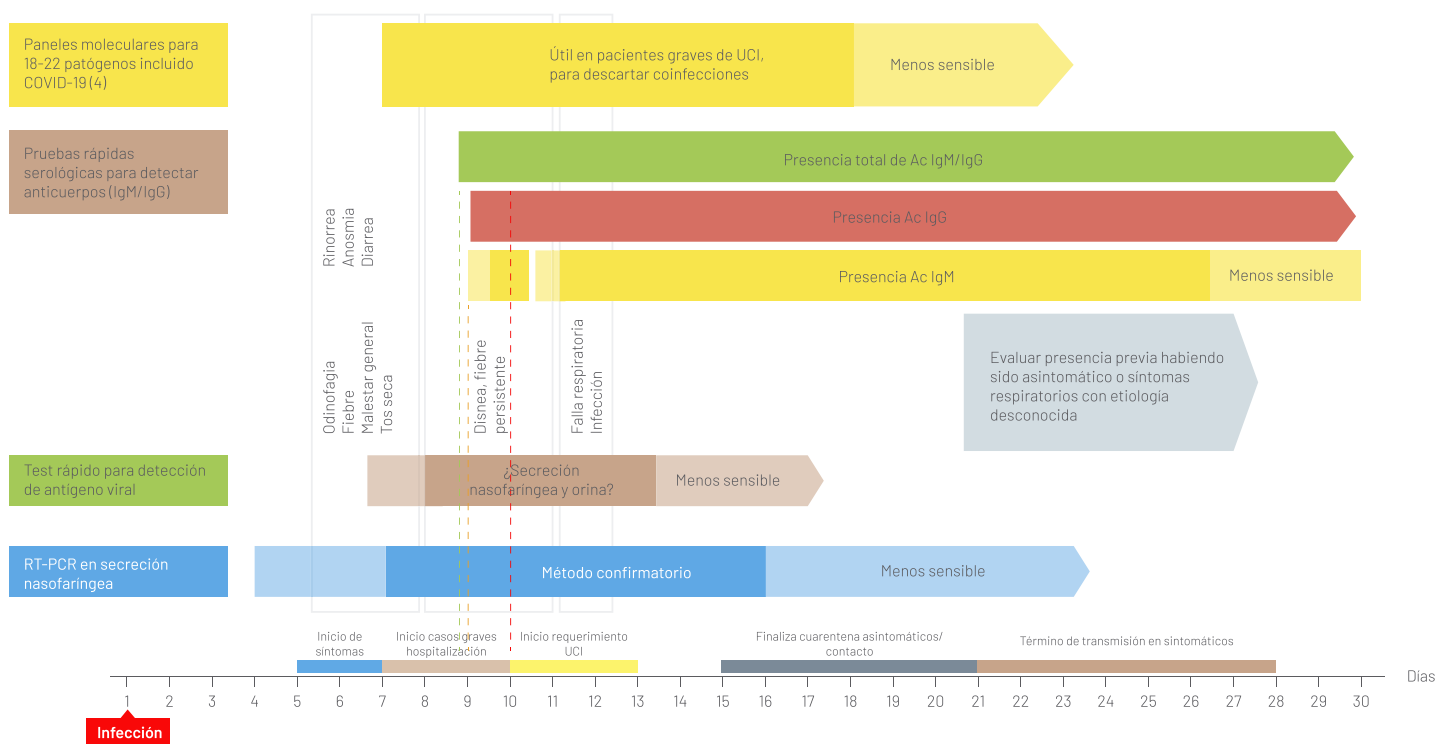 Paneles moleculares para
18-22 patógenos incluido
COVID-19 (4)
Útil en pacientes graves de UCI,
para descartar coinfecciones
Menos sensible
Pruebas rápidas
serológicas para detectar
anticuerpos (IgM/IgG)
Presencia total de Ac IgM/IgG
Presencia Ac IgG
Presencia Ac IgM
Menos sensible
Rinorrea
Anosmia
Diarrea
Odinofagia
Fiebre
Malestar general
Tos seca
Disnea, fiebre
persistente
Falla respiratoria
Infección
Evaluar presencia previa habiendo
sido asintomático o síntomas
respiratorios con etiología
desconocida
Test rápido para detección
de antígeno viral
¿Secreción
nasofaríngea y orina?
Menos sensible
RT-PCR en secreción
nasofaríngea
Método confirmatorio
Menos sensible
Inicio de
síntomas
Inicio casos graves
hospitalización
Inicio requerimiento
UCI
Finaliza cuarentena asintomáticos/
contacto
Término de transmisión en sintomáticos
Días
1 2 3 4 5 6 7 8 9 10 11 12 13 14 15 16 17 18 19 20 21 22 23 24 25 26 27 28 29 30
Infección